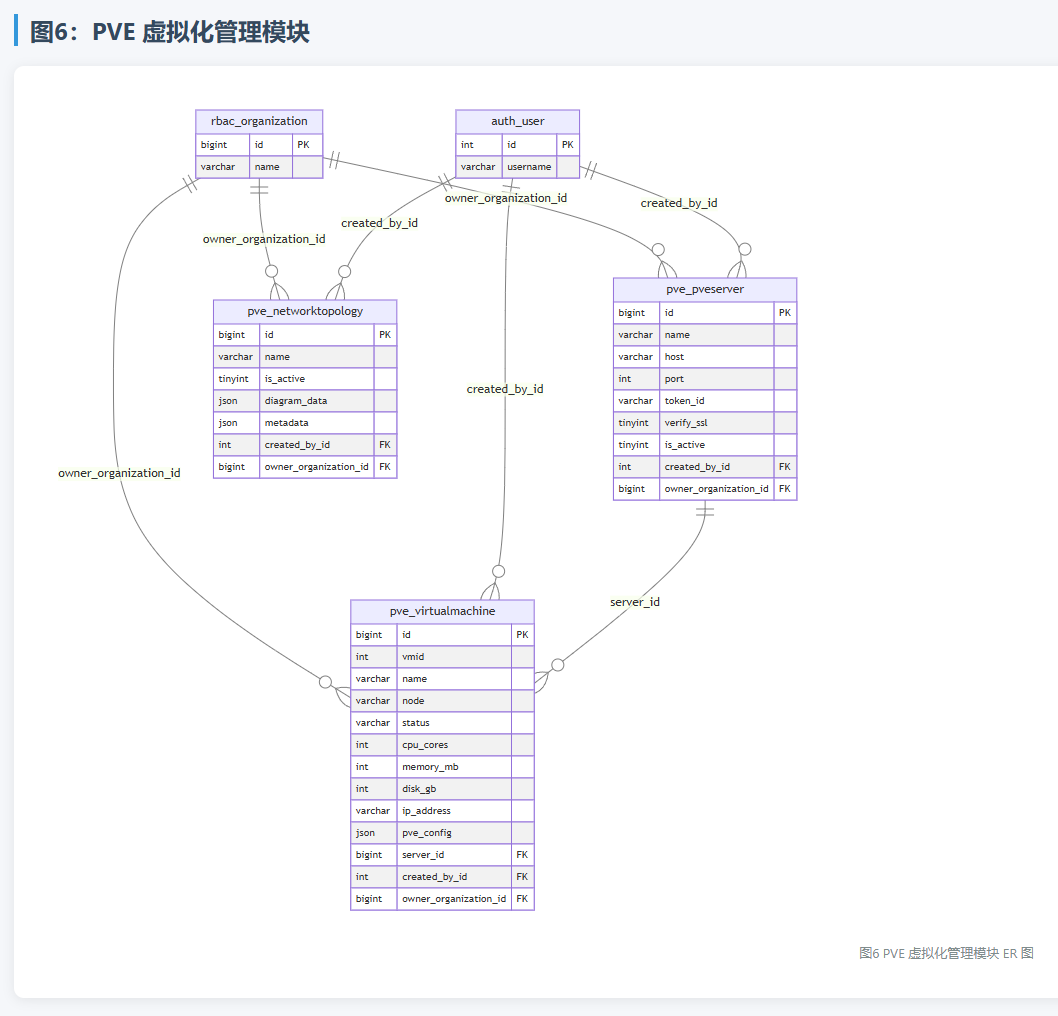 图6：PVE 虚拟化管理模块
rbac_organization
bigint id PK
varchar name
auth_user
int id PK
varchar username
owner_organization_id
created_by_id
created_by_id
owner_organization_id
pve_networktopology
bigint id PK
varchar name
tinyint is_active
json diagram_data
json metadata
int created_by_id FK
bigint owner_organization_id FK
pve_pveserver
bigint id PK
varchar name
varchar host
int port
varchar token_id
tinyint verify_ssl
tinyint is_active
int created_by_id FK
bigint owner_organization_id FK
created_by_id
owner_organization_id
server_id
pve_virtualmachine
bigint id PK
int vmid
varchar name
varchar node
varchar status
int cpu_cores
int memory_mb
int disk_gb
varchar ip_address
json pve_config
bigint server_id FK
int created_by_id FK
bigint owner_organization_id FK
图6 PVE 虚拟化管理模块 ER 图